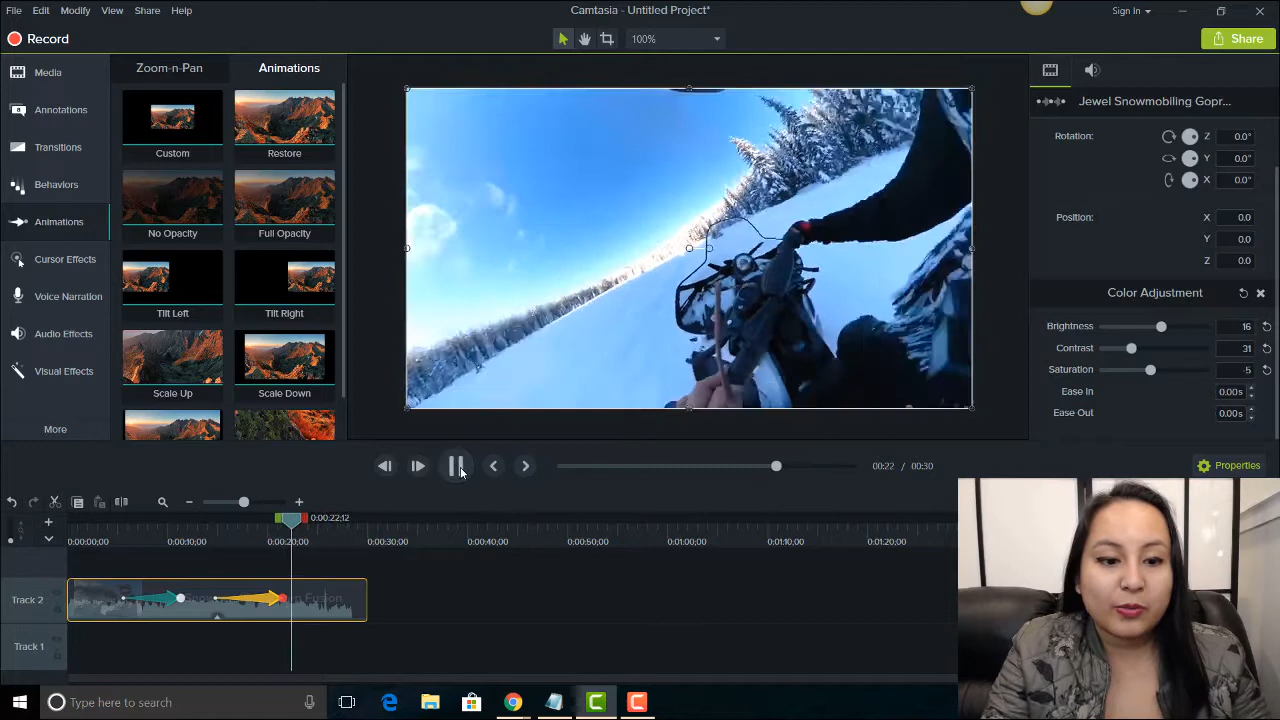 File Edit Modify View Share Help
Camtasia - Untitled Project*
Sign In
Record
100%
Share
Media
Annotations
Transitions
Behaviors
Animations
Cursor Effects
Voice Narration
Audio Effects
Visual Effects
More
Zoom-n-Pan
Animations
Custom
Restore
No Opacity
Full Opacity
Tilt Left
Tilt Right
Scale Up
Scale Down
Jewel Snowmobiling Gopr...
Rotation: Z 0.0°
Y 0.0°
X 0.0°
Position: X 0.0
Y 0.0
Z 0.0
Color Adjustment
Brightness 16
Contrast 31
Saturation -5
Ease In 0.00s
Ease Out 0.00s
00:22 / 00:30
Properties
0:00:22;12
0:00:00;00 0:00:10;00 0:00:20;00 0:00:30;00 0:00:40;00 0:00:50;00 0:01:00;00 0:01:10;00 0:01:20;00
Track 2
Track 1
Type here to search